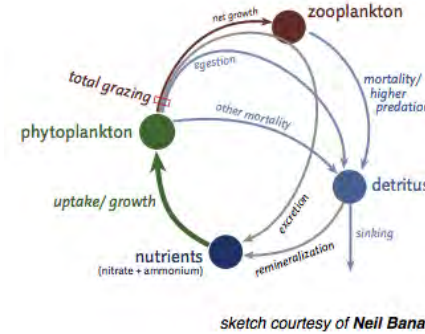 zooplankton
net growth
egestion
total grazing
mortality/
higher
predation
phytoplankton
other mortality
detritus
uptake/ growth
excretion
sinking
remineralization
nutrients
(nitrate + ammonium)
sketch courtesy of Neil Bana